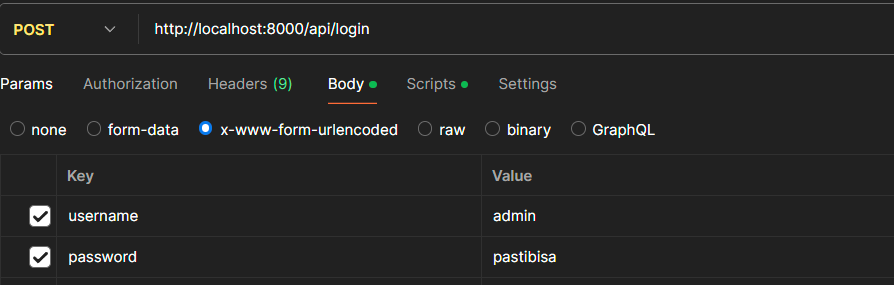 POST http://localhost:8000/api/login
Params Authorization Headers (9) Body Scripts Settings
none form-data x-www-form-urlencoded raw binary GraphQL
Key Value
username admin
password pastibisa